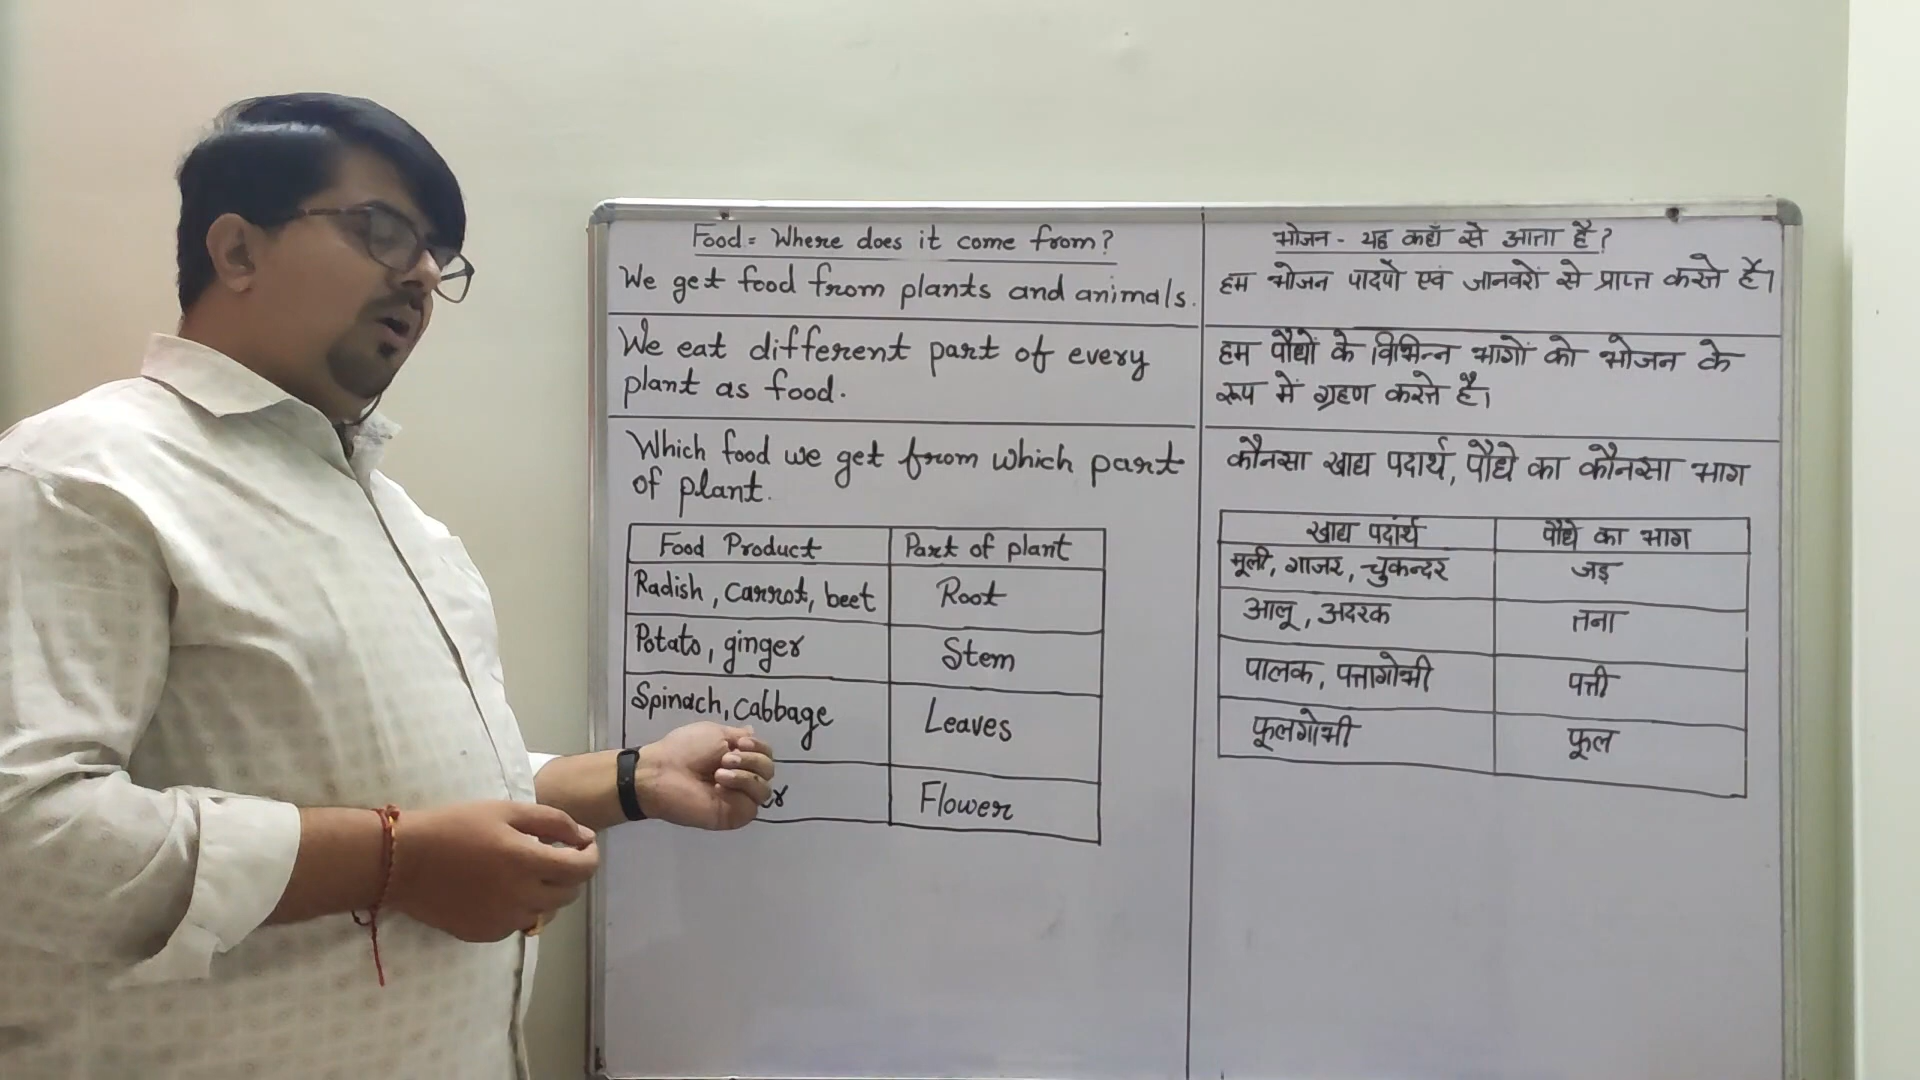 Food = Where does it come from?
We get food from plants and animals.
We eat different part of every
plant as food.
Which food we get from which part
of plant.
Food Product Part of plant
Radish, carrot, beet Root
Potato, ginger Stem
Spinach, cabbage Leaves
Flower
भोजन - यह कहाँ से आता है?
हम भोजन पादपों एवं जानवरों से प्राप्त करते है।
हम पौधों के विभिन्न भागों को भोजन के
रूप में ग्रहण करते है।
कौनसा खाद्य पदार्थ, पौधे का कौनसा भाग
खाद्य पदार्थ पौधे का भाग
मूली, गाजर, चुकन्दर जड़
आलू, अदरक तना
पालक, पत्तागोभी पत्ती
फूलगोभी फूल